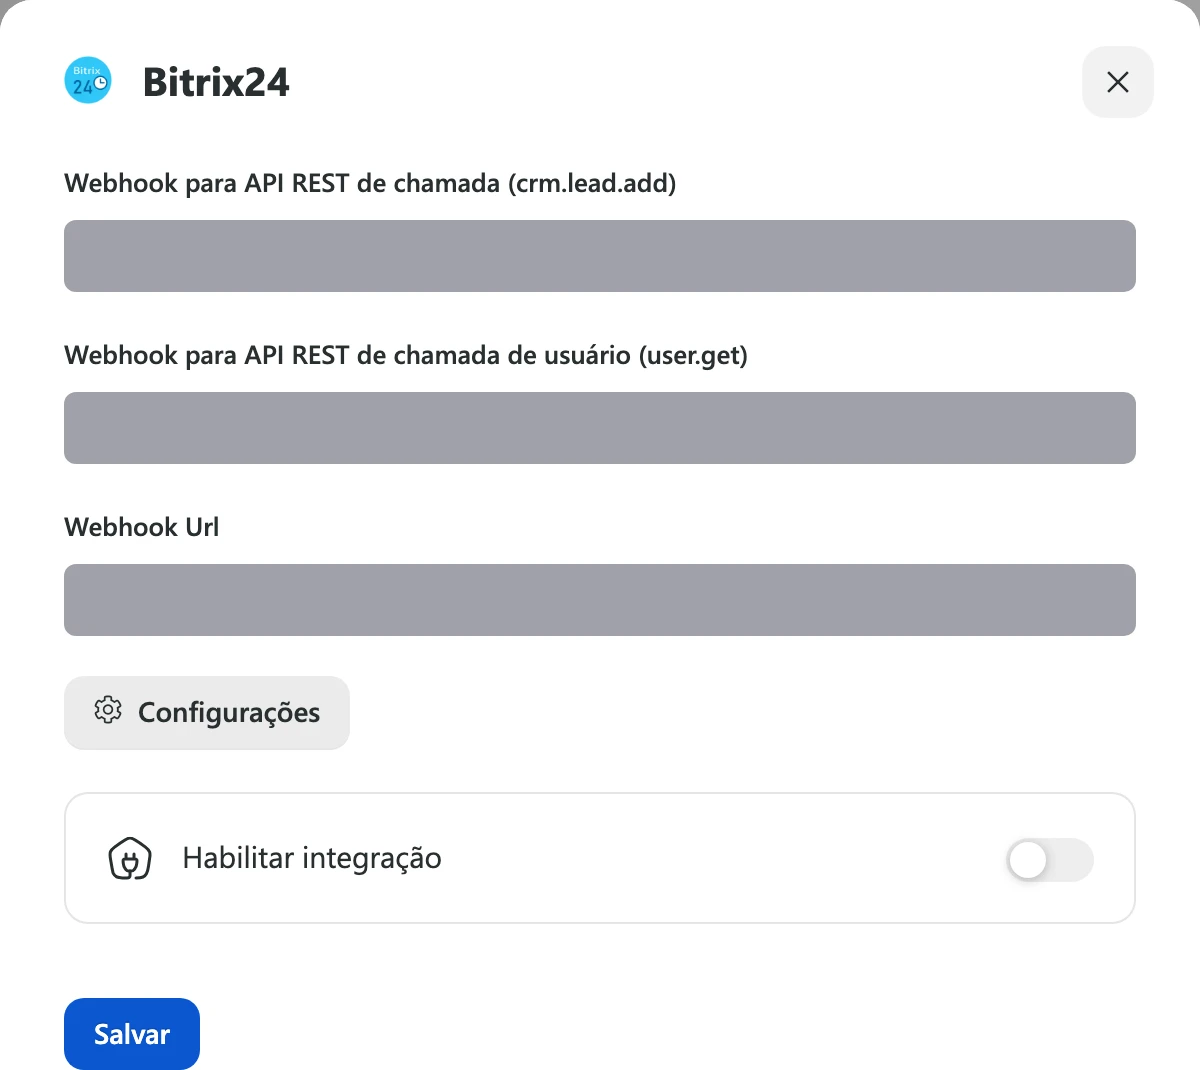 Bitrix
24
Bitrix24
Webhook para API REST de chamada (crm.lead.add)
Webhook para API REST de chamada de usuário (user.get)
Webhook Url
Configurações
Habilitar integração
Salvar